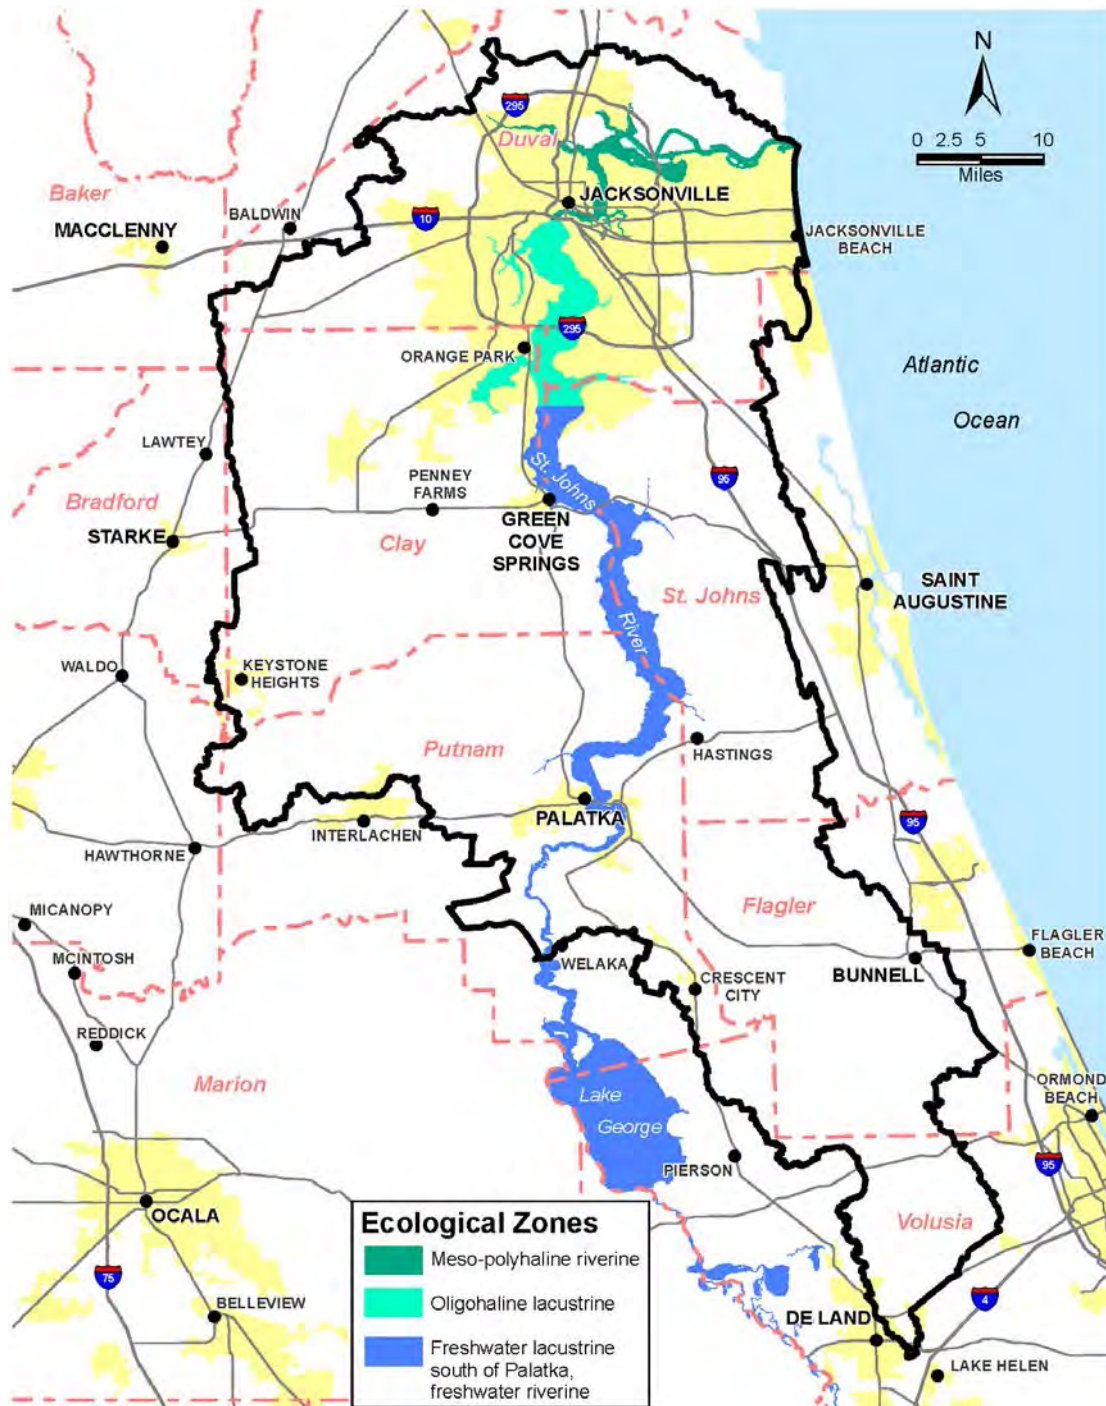 N
295
Duval
0 2.5 5 10
Miles
Baker
BALDWIN
JACKSONVILLE
10
MACCLENNY
JACKSONVILLE
BEACH
295
ORANGE PARK
Atlantic
Ocean
LAWTEY
St. Johns
95
PENNEY
FARMS
Bradford
STARKE
GREEN
COVE
SPRINGS
Clay
St. Johns
SAINT
AUGUSTINE
River
WALDO
KEYSTONE
HEIGHTS
Putnam
HASTINGS
PALATKA
95
INTERLACHEN
HAWTHORNE
MICANOPY
Flagler
FLAGLER
BEACH
MCINTOSH
WELAKA
BUNNELL
CRESCENT
CITY
REDDICK
Marion
Lake
George
ORMOND
BEACH
PIERSON
95
OCALA
Volusia
75
BELLEVIEW
4
DE LAND
LAKE HELEN
Ecological Zones
Meso-polyhaline riverine
Oligohaline lacustrine
Freshwater lacustrine
south of Palatka,
freshwater riverine